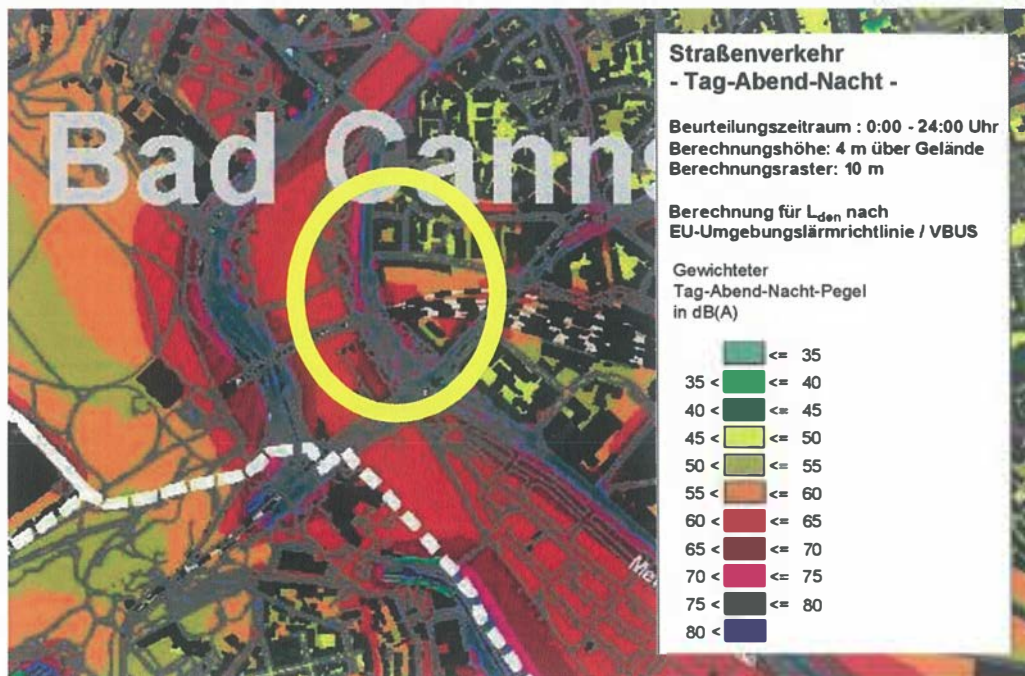 Bad Canns
Straßenverkehr
- Tag-Abend-Nacht -
Beurteilungszeitraum : 0:00 - 24:00 Uhr
Berechnungshöhe: 4 m über Gelände
Berechnungsraster: 10 m
Berechnung für Lden nach
EU-Umgebungslärmrichtlinie / VBUS
Gewichteter
Tag-Abend-Nacht-Pegel
in dB(A)
<= 35
35 < <= 40
40 < <= 45
45 < <= 50
50 < <= 55
55 < <= 60
60 < <= 65
65 < <= 70
70 < <= 75
75 < <= 80
80 <